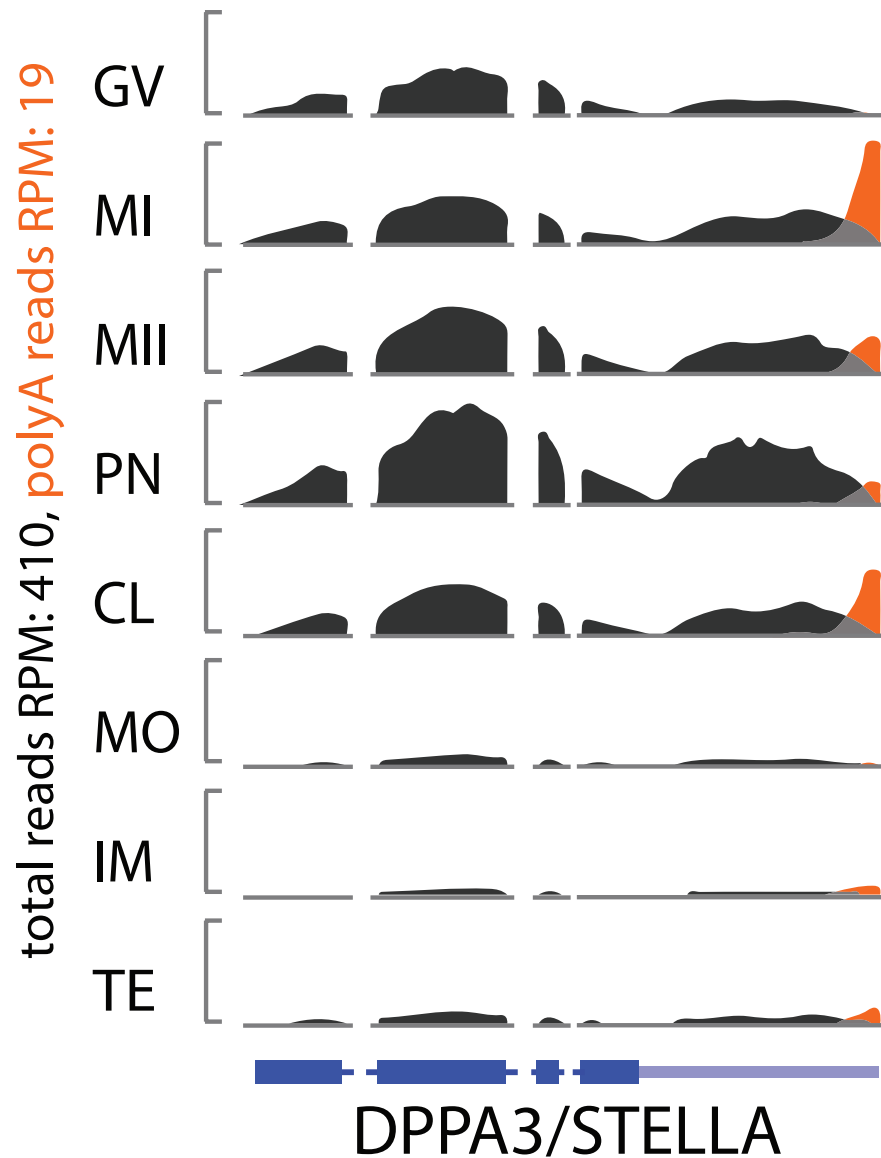 total reads RPM: 410, polyA reads RPM: 19
GV
MI
MII
PN
CL
MO
IM
TE
DPPA3/STELLA